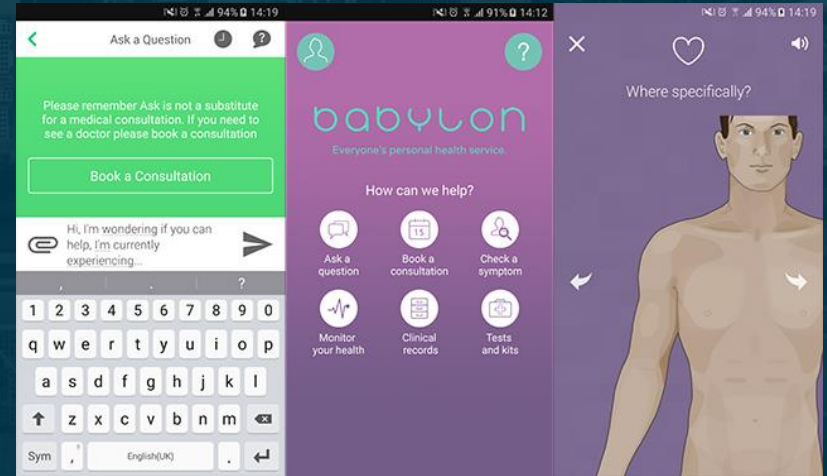 94% 14:19
Ask a Question
Please remember Ask is not a substitute
for a medical consultation. If you need to
see a doctor please book a consultation
Book a Consultation
Hi, I'm wondering if you can
help, I'm currently
experiencing...
, . ?
1 2 3 4 5 6 7 8 9 0
q w e r t y u i o p
a s d f g h j k l
z x c v b n m
Sym , English(UK) .
91% 14:12
?
babylon
Everyone's personal health service.
How can we help?
15
Ask a
question
Book a
consultation
Check a
symptom
Monitor
your health
Clinical
records
Tests
and kits
94% 14:19
Where specifically?